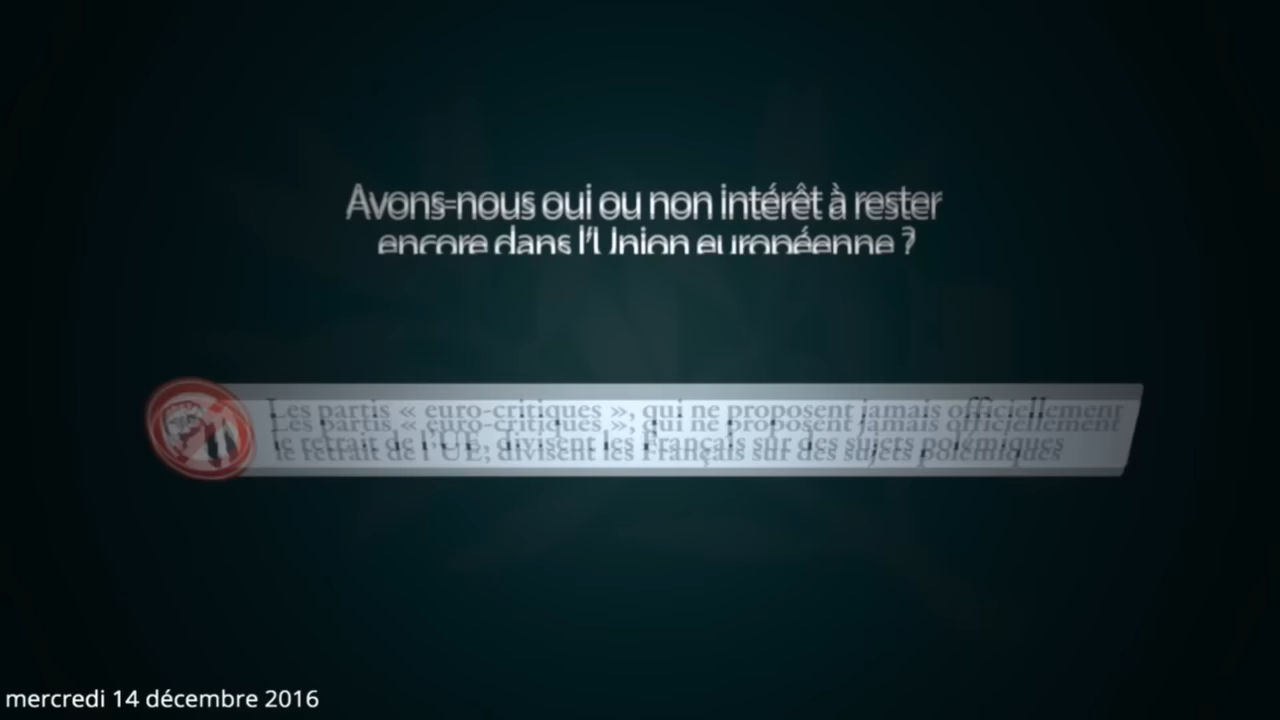 Avons-nous oui ou non intérêt à rester
encore dans l'Union européenne ?
Les partis « euro-critiques », qui ne proposent jamais officiellement
le retrait de l'UE, divisent les Français sur des sujets polémiques
mercredi 14 décembre 2016